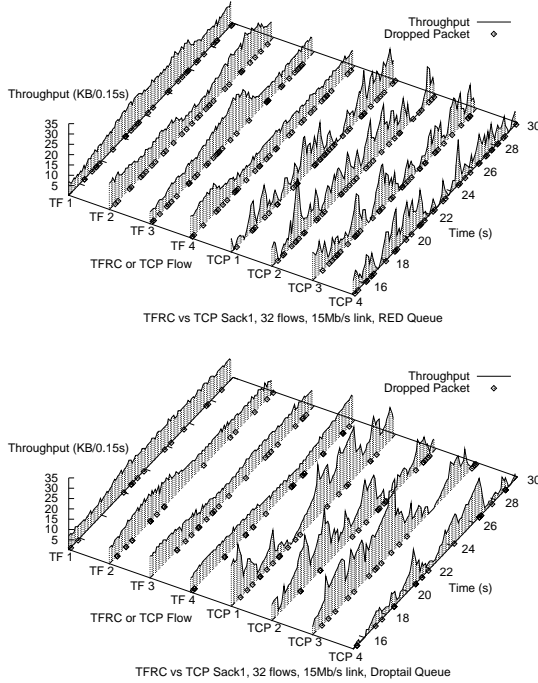 Throughput
Dropped Packet
Throughput (KB/0.15s)
35
30
25
20
15
10
5
TF 1
TF 2
TF 3
TF 4
TCP 1
TCP 2
TCP 3
TCP 4
TFRC or TCP Flow
16
18
20
22
24
26
28
30
Time (s)
TFRC vs TCP Sack1, 32 flows, 15Mb/s link, RED Queue
Throughput
Dropped Packet
Throughput (KB/0.15s)
35
30
25
20
15
10
5
TF 1
TF 2
TF 3
TF 4
TCP 1
TCP 2
TCP 3
TCP 4
TFRC or TCP Flow
16
18
20
22
24
26
28
30
Time (s)
TFRC vs TCP Sack1, 32 flows, 15Mb/s link, Droptail Queue